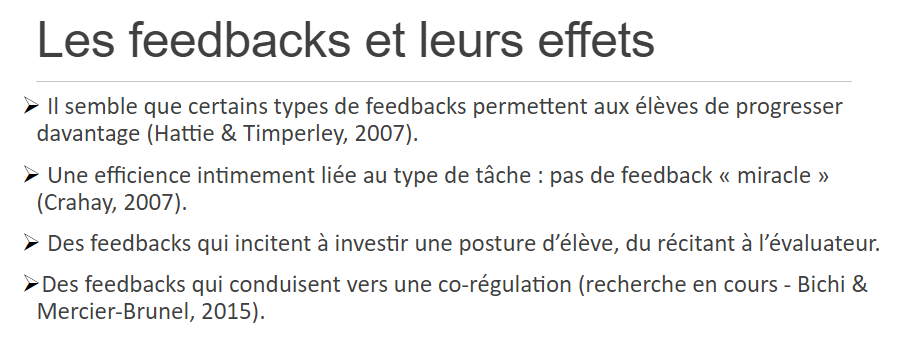 Les feedbacks et leurs effets
➢ Il semble que certains types de feedbacks permettent aux élèves de progresser
davantage (Hattie & Timperley, 2007).
➢ Une efficience intimement liée au type de tâche : pas de feedback « miracle »
(Crahay, 2007).
➢ Des feedbacks qui incitent à investir une posture d’élève, du récitant à l’évaluateur.
➢Des feedbacks qui conduisent vers une co-régulation (recherche en cours - Bichi &
Mercier-Brunel, 2015).